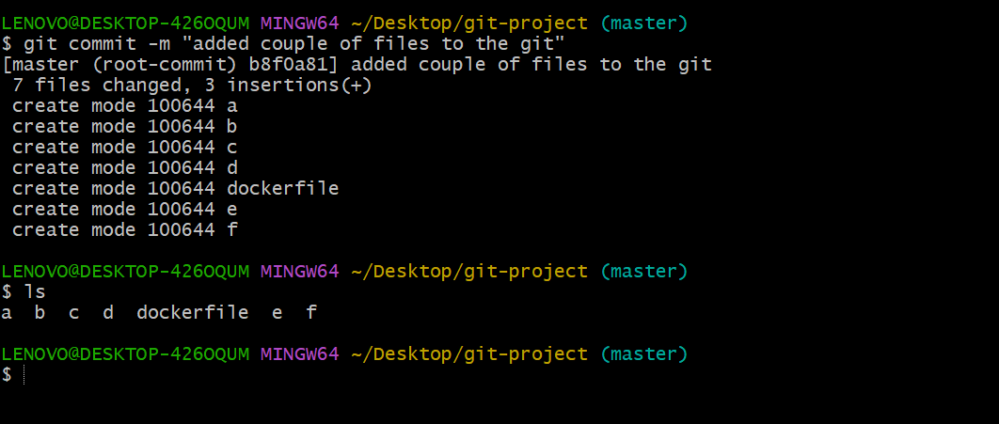 LENOVO@DESKTOP-426OQUM MINGW64 ~/Desktop/git-project (master)
$ git commit -m "added couple of files to the git"
[master (root-commit) b8f0a81] added couple of files to the git
 7 files changed, 3 insertions(+)
 create mode 100644 a
 create mode 100644 b
 create mode 100644 c
 create mode 100644 d
 create mode 100644 dockerfile
 create mode 100644 e
 create mode 100644 f
LENOVO@DESKTOP-426OQUM MINGW64 ~/Desktop/git-project (master)
$ ls
a  b  c  d  dockerfile  e  f
LENOVO@DESKTOP-426OQUM MINGW64 ~/Desktop/git-project (master)
$